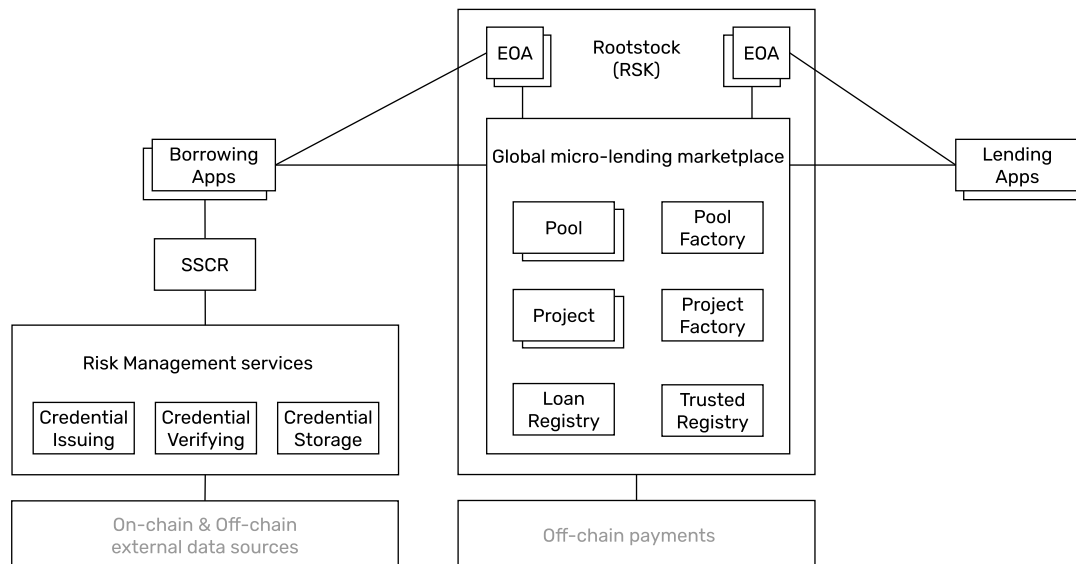 EOA
Rootstock
(RSK)
EOA
Borrowing
Apps
Global micro-lending marketplace
Lending
Apps
Pool
Pool
Factory
SSCR
Project
Project
Factory
Risk Management services
Credential
Issuing
Credential
Verifying
Credential
Storage
Loan
Registry
Trusted
Registry
On-chain & Off-chain
external data sources
Off-chain payments